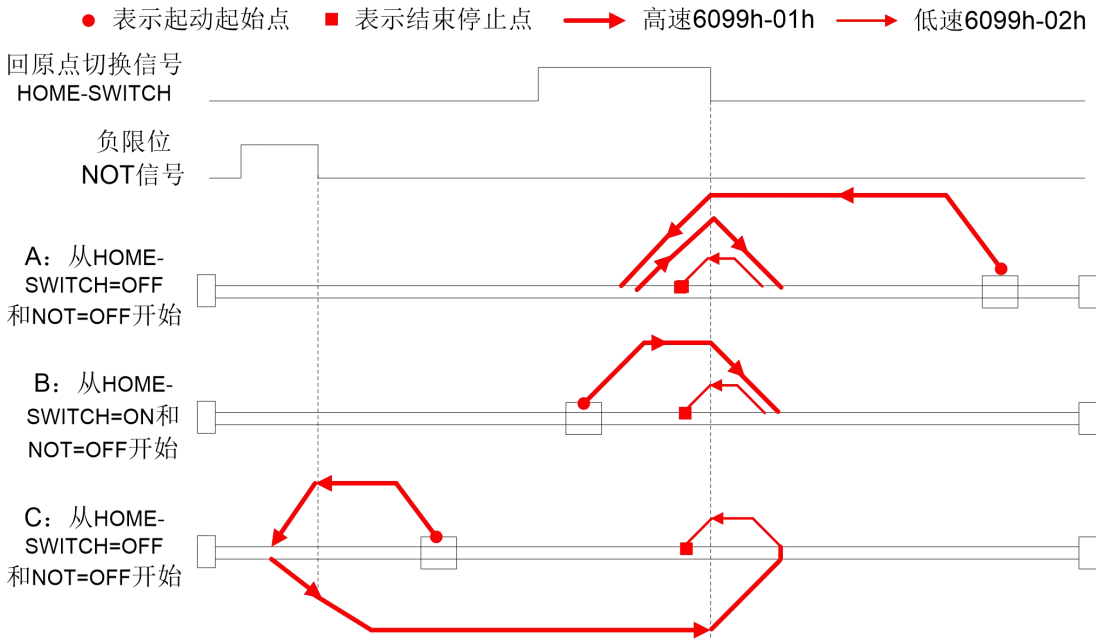 表示起动起始点 表示结束停止点 高速6099h-01h 低速6099h-02h
回原点切换信号
HOME-SWITCH
负限位
NOT信号
A：从HOME-
SWITCH=OFF
和NOT=OFF开始
B：从HOME-
SWITCH=ON和
NOT=OFF开始
C：从HOME-
SWITCH=OFF
和NOT=OFF开始